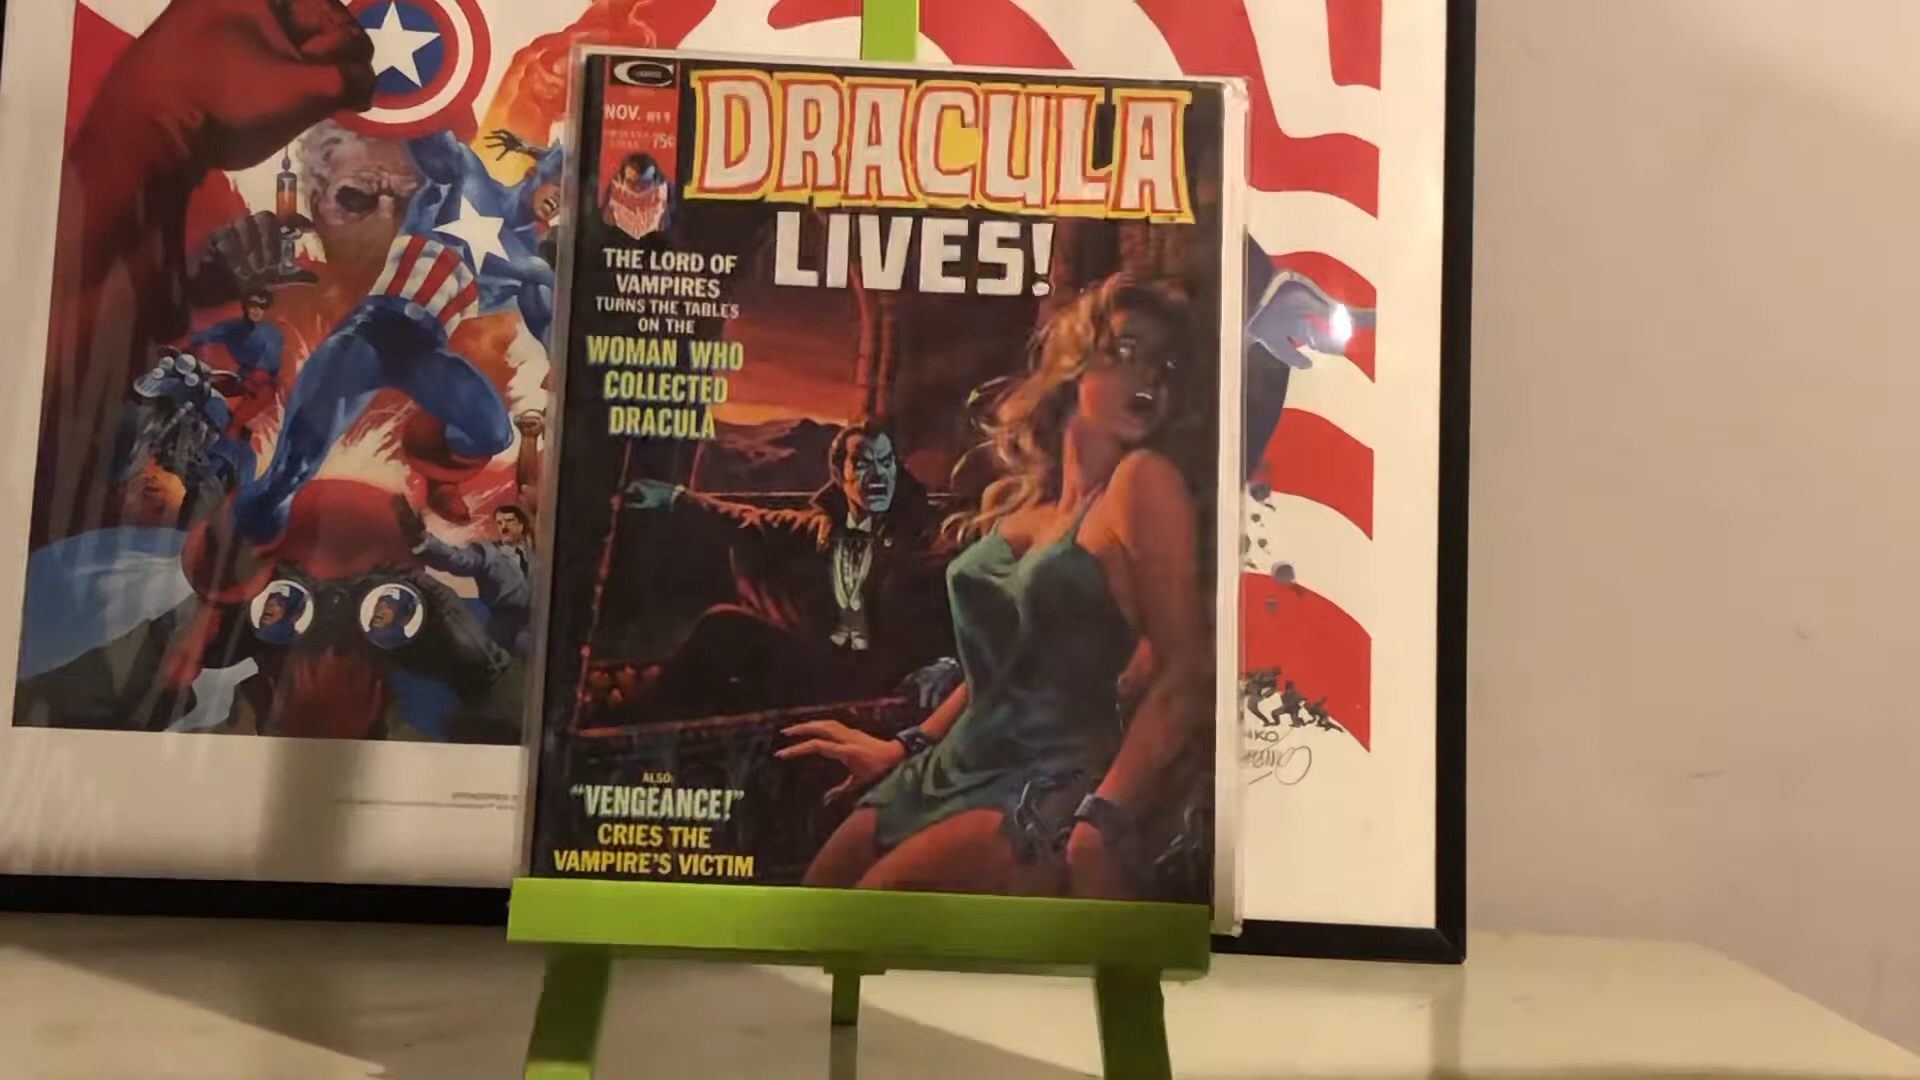 NOV. Nº9
75¢
DRACULA
LIVES!
THE LORD OF
VAMPIRES
TURNS THE TABLES
ON THE
WOMAN WHO
COLLECTED
DRACULA
ALSO:
"VENGEANCE!"
CRIES THE
VAMPIRE'S VICTIM